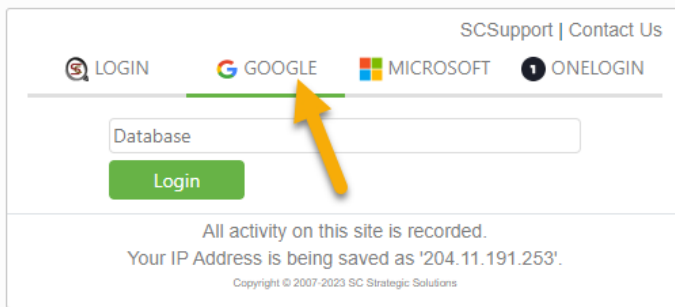 SCSupport | Contact Us
LOGIN GOOGLE MICROSOFT 1 ONELOGIN
Database
Login
All activity on this site is recorded.
Your IP Address is being saved as '204.11.191.253'.
Copyright © 2007-2023 SC Strategic Solutions